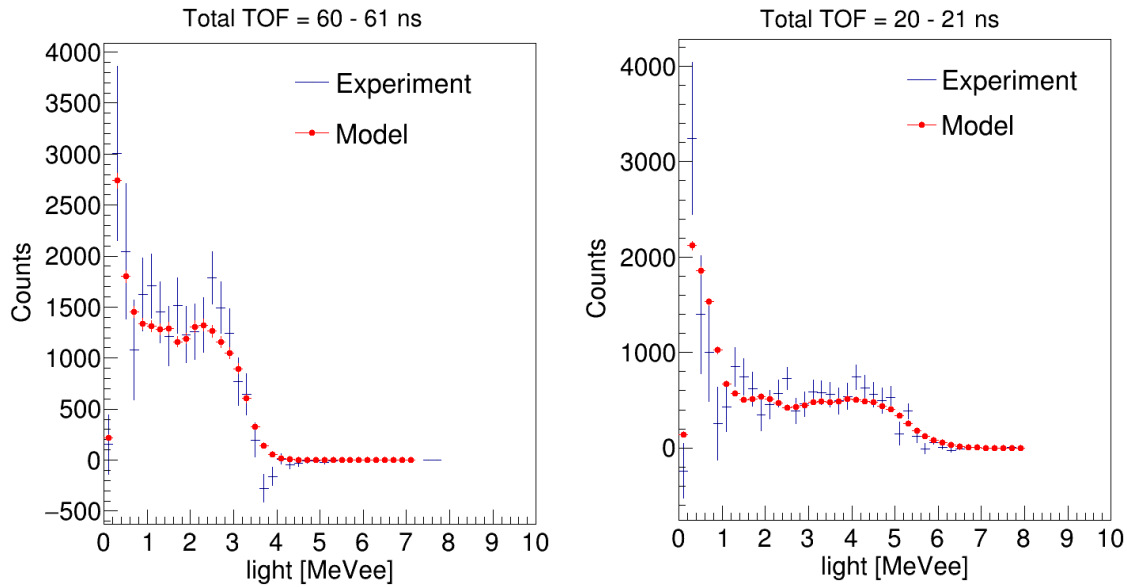 Total TOF = 60 - 61 ns
4000
3500
3000
2500
2000
1500
1000
500
0
−500
Counts
Experiment
Model
0 1 2 3 4 5 6 7 8 9 10
light [MeVee]
Total TOF = 20 - 21 ns
4000
3000
2000
1000
0
Counts
Experiment
Model
0 1 2 3 4 5 6 7 8 9 10
light [MeVee]